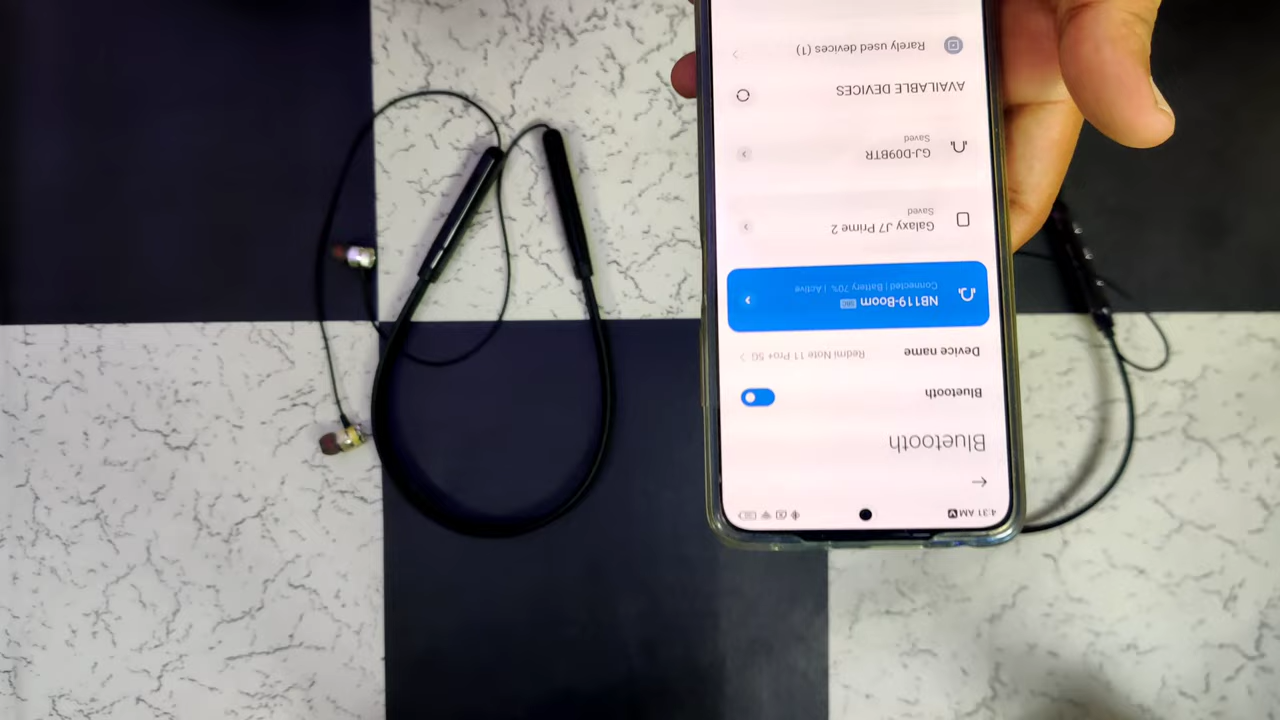 4:31 AM
Bluetooth
Bluetooth
Device name
Redmi Note 11 Pro+ 5G
NB119-Boom SBC
Connected | Battery 70% | Active
Galaxy J7 Prime 2
Saved
GJ-D09BTR
Saved
AVAILABLE DEVICES
Rarely used devices (1)